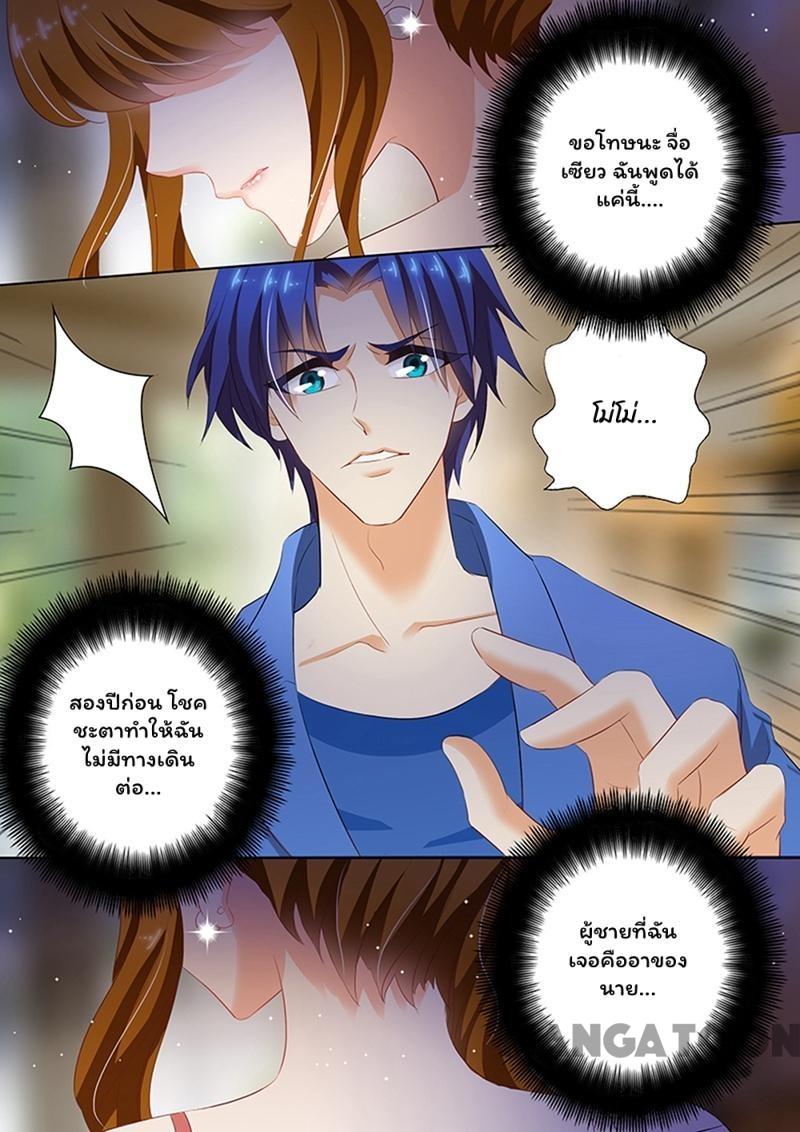 ขอโทษนะ จื่อ
เซียว ฉันพูดได้
แค่นี้....
โม่โม่...
สองปีก่อน โชค
ชะตาทำให้ฉัน
ไม่มีทางเดิน
ต่อ...
ผู้ชายที่ฉัน
เจอคืออาของ
นาย...
MANGATOON